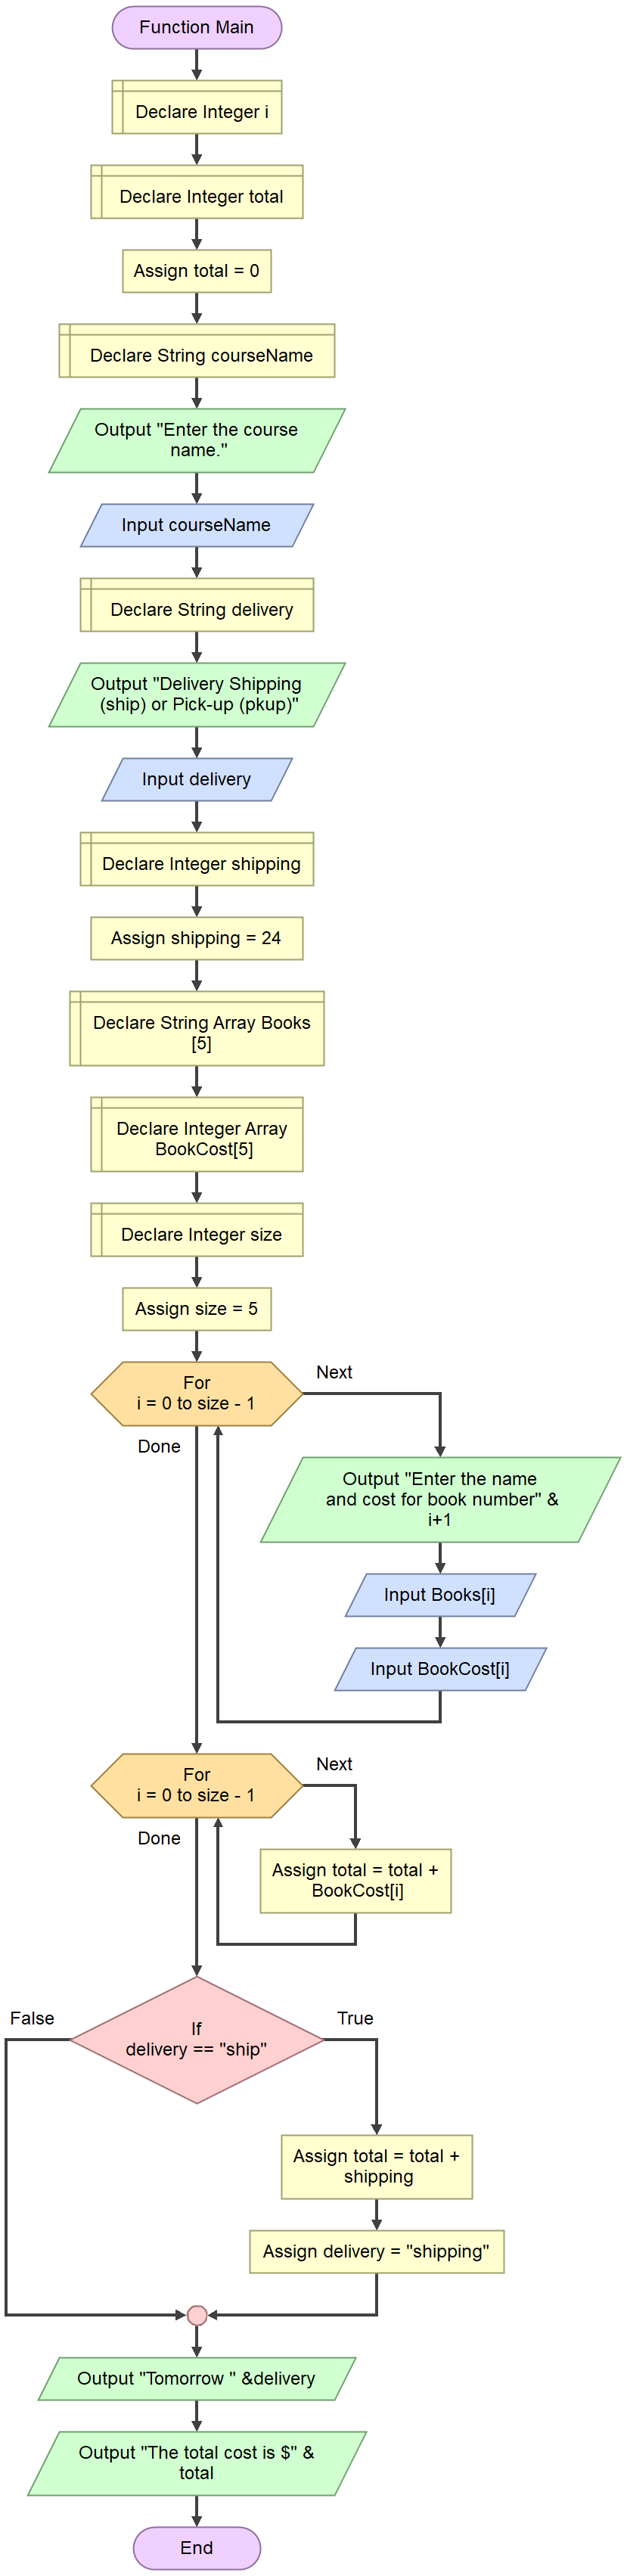 Function Main
Declare Integer i
Declare Integer total
Assign total = 0
Declare String courseName
Output "Enter the course
name."
Input courseName
Declare String delivery
Output "Delivery Shipping
(ship) or Pick-up (pkup)"
Input delivery
Declare Integer shipping
Assign shipping = 24
Declare String Array Books
[5]
Declare Integer Array
BookCost[5]
Declare Integer size
Assign size = 5
For
i = 0 to size - 1
Next
Done
Output "Enter the name
and cost for book number" &
i+1
Input Books[i]
Input BookCost[i]
For
i = 0 to size - 1
Next
Done
Assign total = total +
BookCost[i]
If
delivery == "ship"
False
True
Assign total = total +
shipping
Assign delivery = "shipping"
Output "Tomorrow " &delivery
Output "The total cost is $" &
total
End